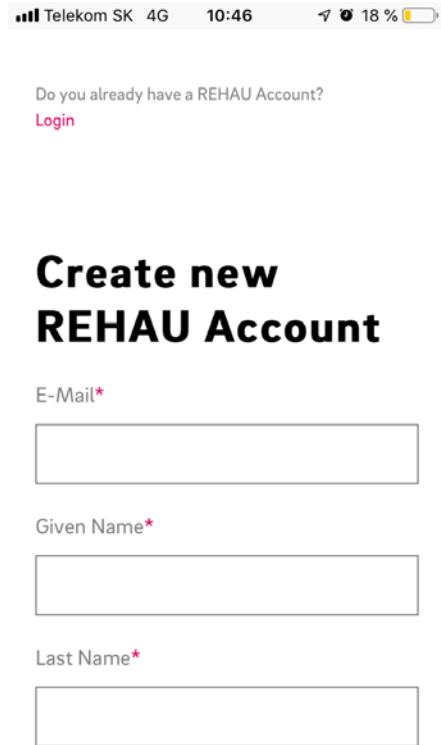 Telekom SK 4G 10:46 18 %
Do you already have a REHAU Account?
Login
Create new
REHAU Account
E-Mail*
Given Name*
Last Name*